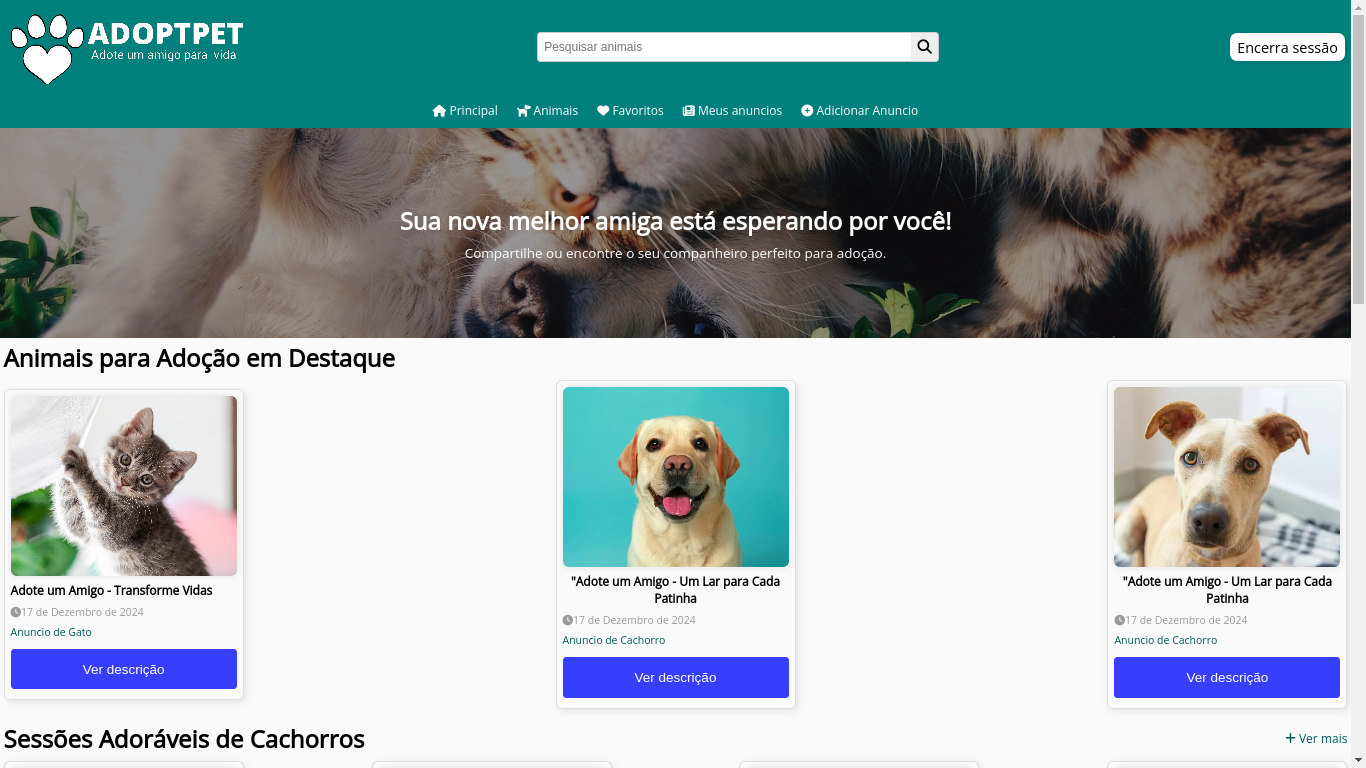 ADOPTPET
Adote um amigo para vida
Pesquisar animais
Encerra sessão
Principal
Animais
Favoritos
Meus anuncios
Adicionar Anuncio
Sua nova melhor amiga está esperando por você!
Compartilhe ou encontre o seu companheiro perfeito para adoção.
Animais para Adoção em Destaque
Adote um Amigo - Transforme Vidas
17 de Dezembro de 2024
Anuncio de Gato
Ver descrição
"Adote um Amigo - Um Lar para Cada
Patinha
17 de Dezembro de 2024
Anuncio de Cachorro
Ver descrição
"Adote um Amigo - Um Lar para Cada
Patinha
17 de Dezembro de 2024
Anuncio de Cachorro
Ver descrição
Sessões Adoráveis de Cachorros
Ver mais